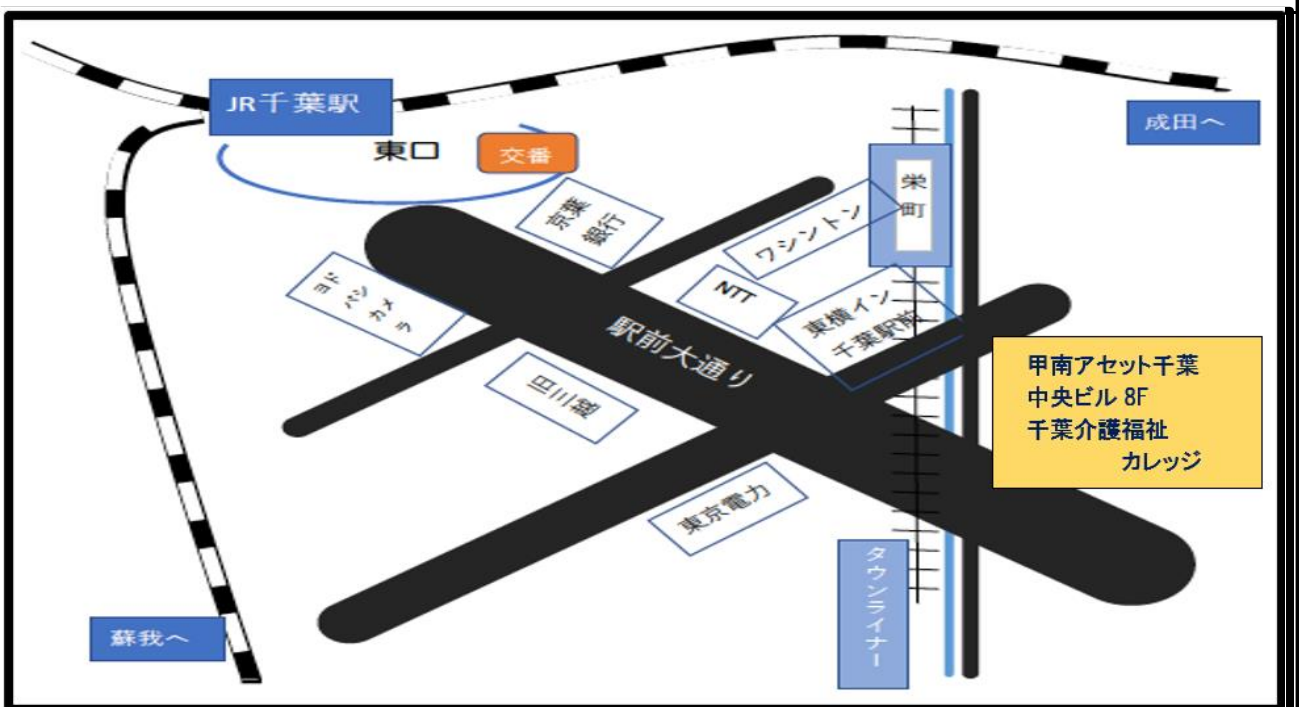 JR千葉駅
東口
交番
成田へ
栄
町
京葉
銀行
ワシントン
ヨド
バシ
カメ
ラ
NTT
東横イン
千葉駅前
駅前大通り
旧三越
甲南アセット千葉
中央ビル 8F
千葉介護福祉
カレッジ
東京電力
タウンライナー
蘇我へ